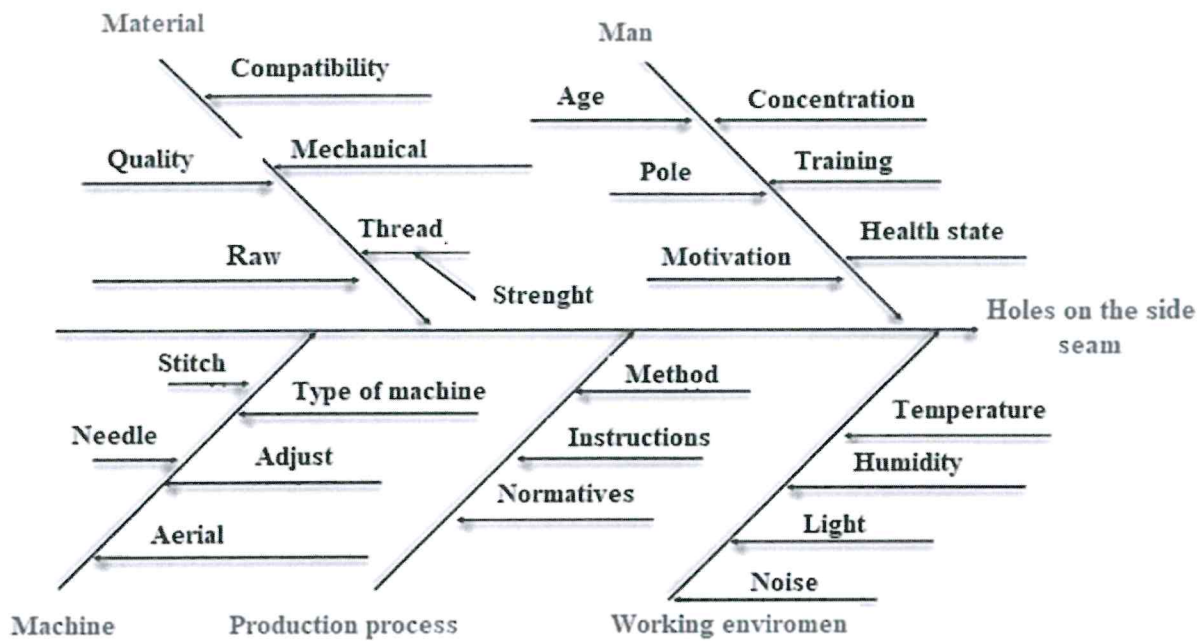 Material
Man
Compatibility
Age
Concentration
Quality
Mechanical
Pole
Training
Raw
Thread
Motivation
Health state
Strenght
Holes on the side
seam
Stitch
Type of machine
Method
Temperature
Needle
Adjust
Instructions
Humidity
Aerial
Normatives
Light
Noise
Machine
Production process
Working enviromen